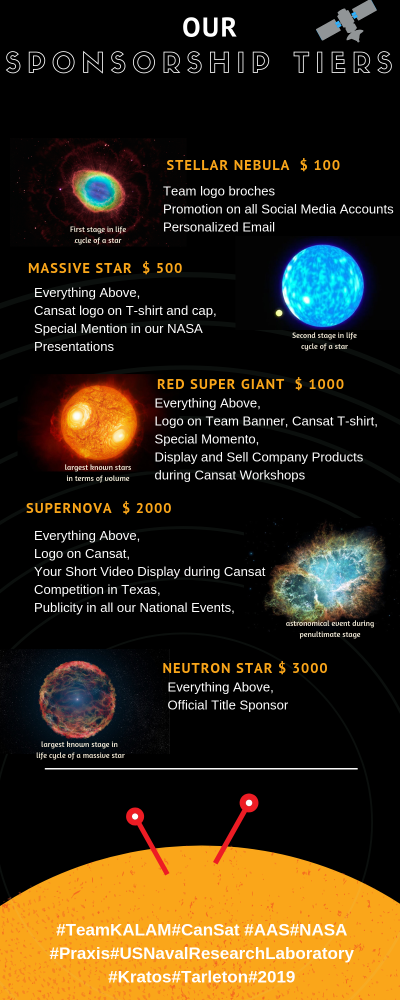 OUR
SPONSORSHIP TIERS
STELLAR NEBULA $ 100
Team logo broches
Promotion on all Social Media Accounts
Personalized Email
First stage in life
cycle of a star
MASSIVE STAR $ 500
Everything Above,
Cansat logo on T-shirt and cap,
Special Mention in our NASA
Presentations
Second stage in life
cycle of a star
RED SUPER GIANT $ 1000
Everything Above,
Logo on Team Banner, Cansat T-shirt,
Special Momento,
Display and Sell Company Products
during Cansat Workshops
largest known stars
in terms of volume
SUPERNOVA $ 2000
Everything Above,
Logo on Cansat,
Your Short Video Display during Cansat
Competition in Texas,
Publicity in all our National Events,
astronomical event during
penultimate stage
NEUTRON STAR $ 3000
Everything Above,
Official Title Sponsor
largest known stage in
life cycle of a massive star
#TeamKALAM#CanSat #AAS#NASA
#Praxis#USNavalResearchLaboratory
#Kratos#Tarleton#2019